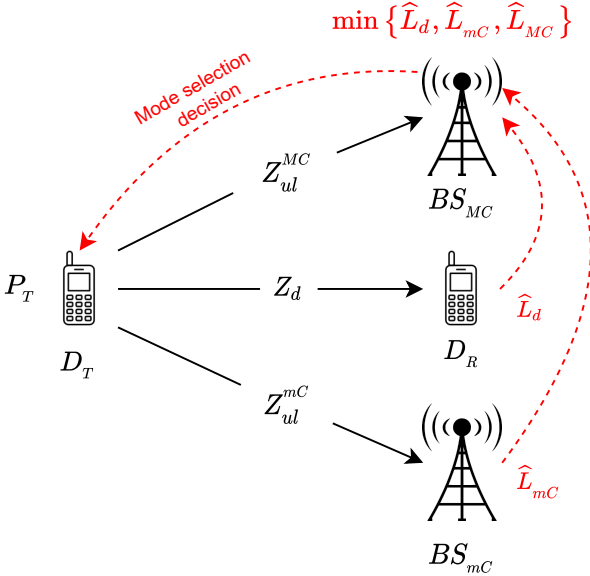 min { L̂_d, L̂_mC, L̂_MC }
Mode selection
decision
Z_ul^MC
BS_MC
P_T
Z_d
L̂_d
D_T
D_R
Z_ul^mC
L̂_mC
BS_mC